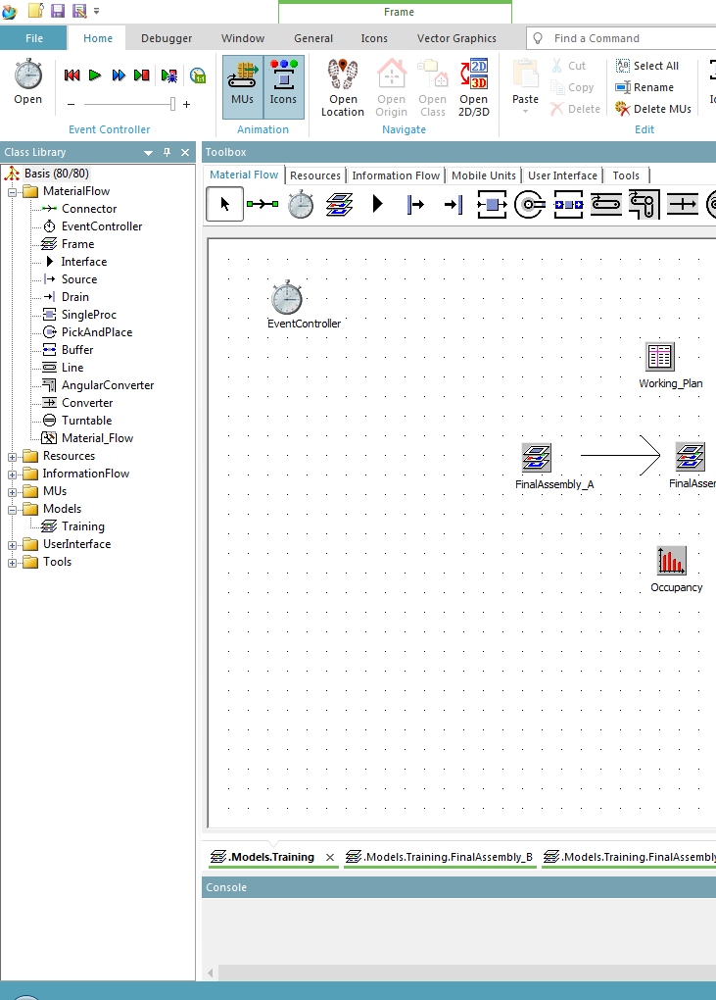 Frame
File Home Debugger Window General Icons Vector Graphics Find a Command
Open
MUs Icons
Open Location
Open Origin
Open Class
Open 2D/3D
Paste
Cut
Copy
Delete
Select All
Rename
Delete MUs
Event Controller Animation Navigate Edit
Class Library
Toolbox
Basis (80/80)
MaterialFlow
Connector
EventController
Frame
Interface
Source
Drain
SingleProc
PickAndPlace
Buffer
Line
AngularConverter
Converter
Turntable
Material_Flow
Resources
InformationFlow
MUs
Models
Training
UserInterface
Tools
Material Flow Resources Information Flow Mobile Units User Interface Tools
EventController
Working_Plan
FinalAssembly_A
FinalAsser
Occupancy
.Models.Training .Models.Training.FinalAssembly_B .Models.Training.FinalAssembly
Console